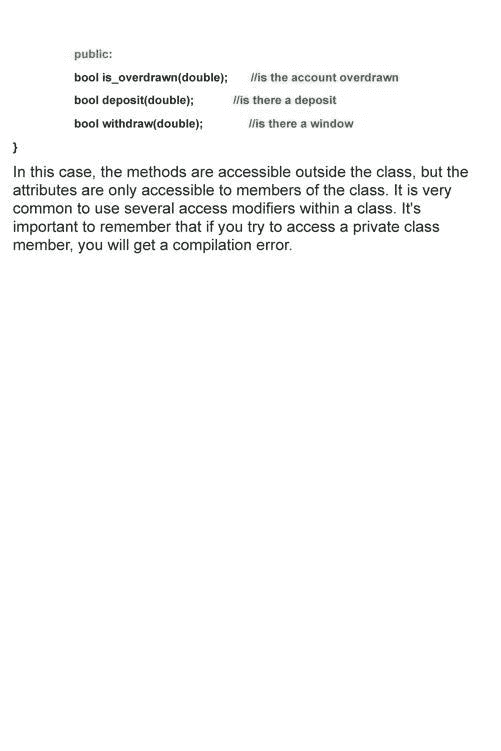 public:
bool is_overdrawn(double); //is the account overdrawn
bool deposit(double); //is there a deposit
bool withdraw(double); //is there a window
}
In this case, the methods are accessible outside the class, but the
attributes are only accessible to members of the class. It is very
common to use several access modifiers within a class. It's
important to remember that if you try to access a private class
member, you will get a compilation error.